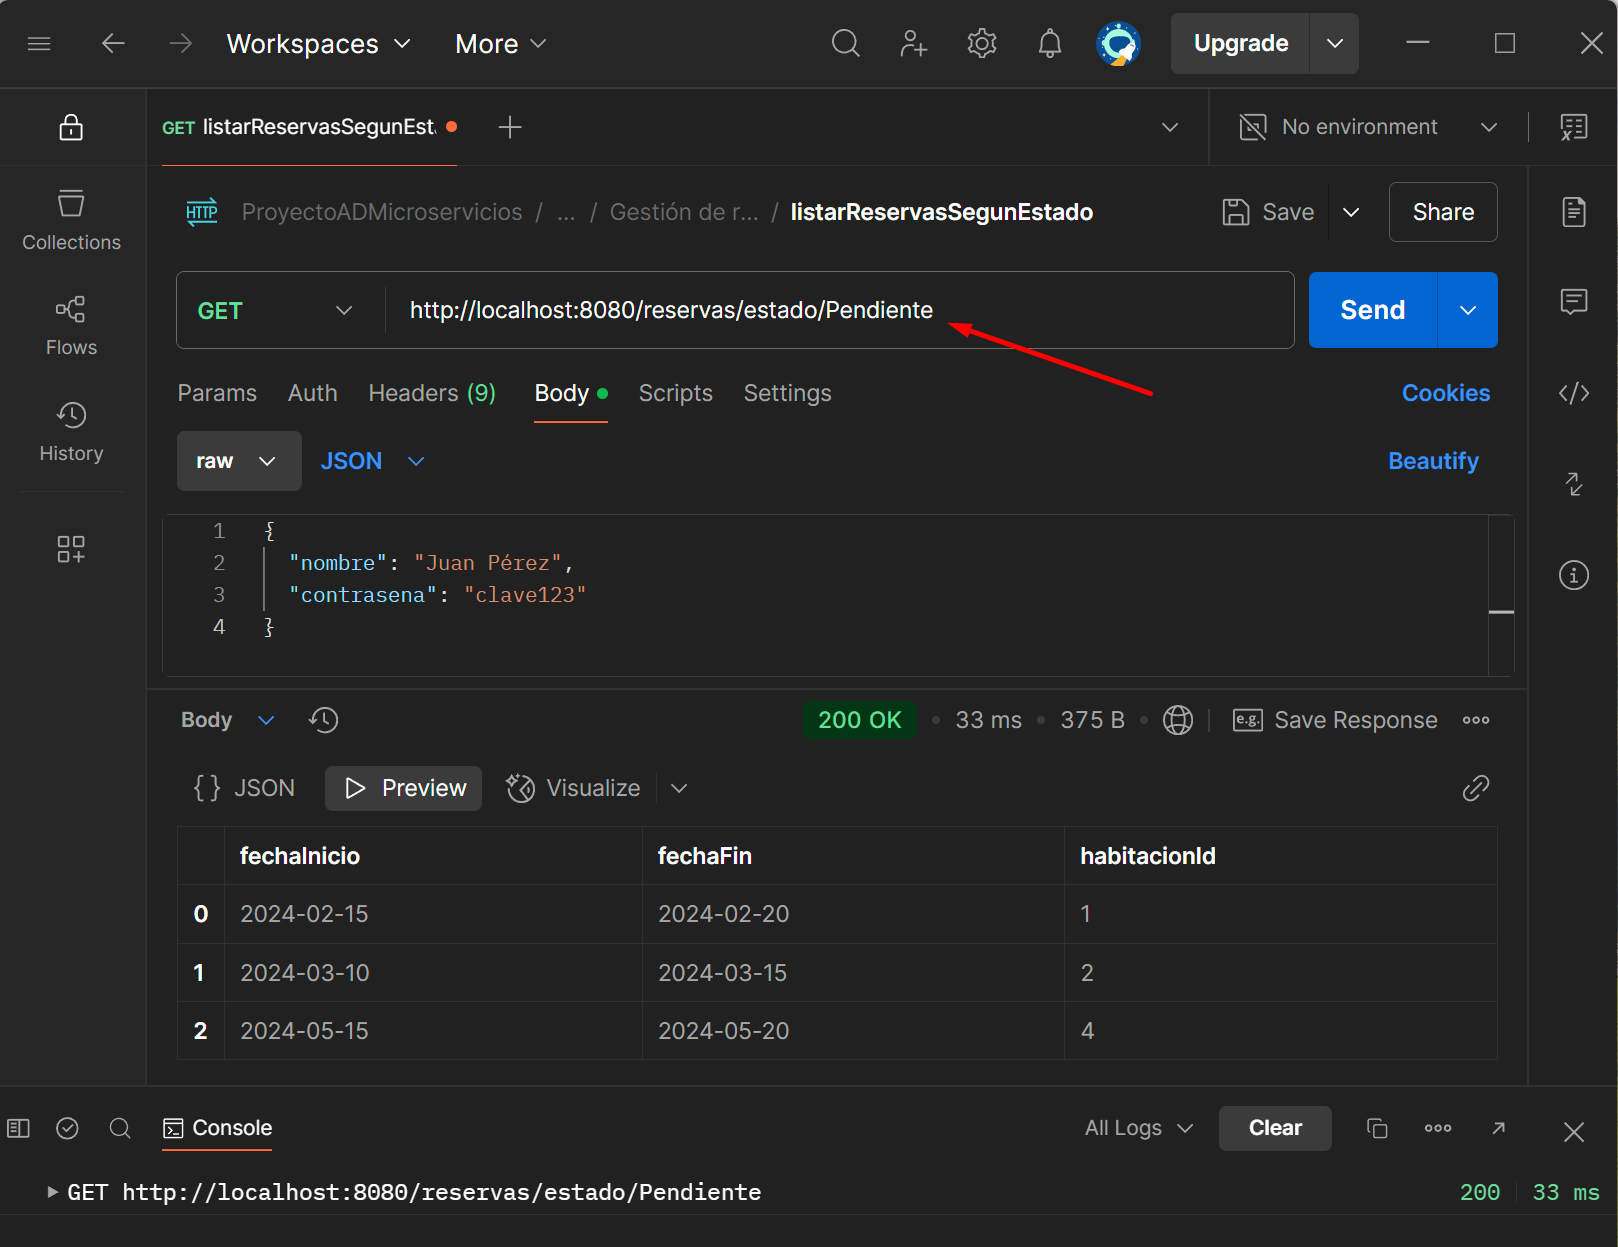 Workspaces More Upgrade
GET listarReservasSegunEst. No environment
HTTP ProyectoADMicroservicios / ... / Gestión de r... / listarReservasSegunEstado Save Share
Collections
GET http://localhost:8080/reservas/estado/Pendiente Send
Flows
Params Auth Headers (9) Body Scripts Settings Cookies
History
raw JSON Beautify
1 {
2 "nombre": "Juan Pérez",
3 "contrasena": "clave123"
4 }
Body 200 OK • 33 ms • 375 B • e.g. Save Response
{} JSON Preview Visualize
fechaInicio fechaFin habitacionId
0 2024-02-15 2024-02-20 1
1 2024-03-10 2024-03-15 2
2 2024-05-15 2024-05-20 4
Console All Logs Clear
GET http://localhost:8080/reservas/estado/Pendiente 200 33 ms